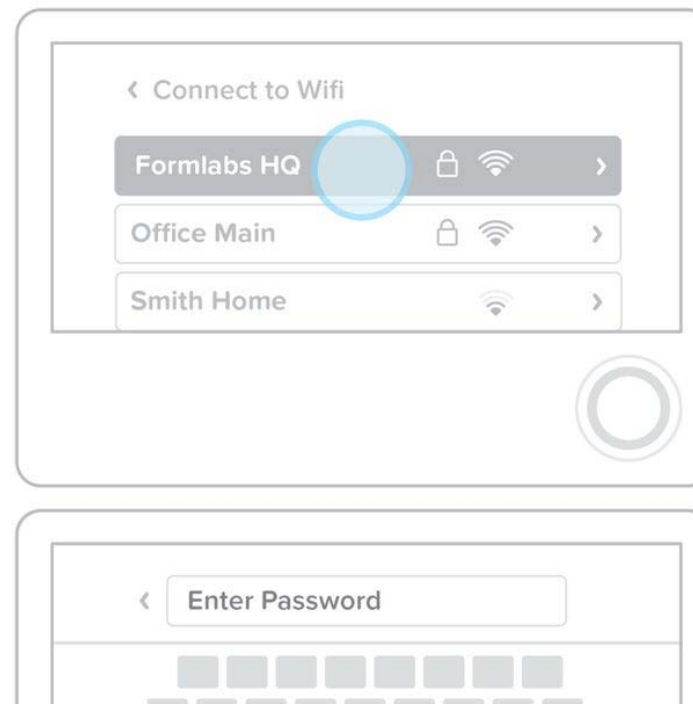 Connect to Wifi
Formlabs HQ
Office Main
Smith Home
Enter Password